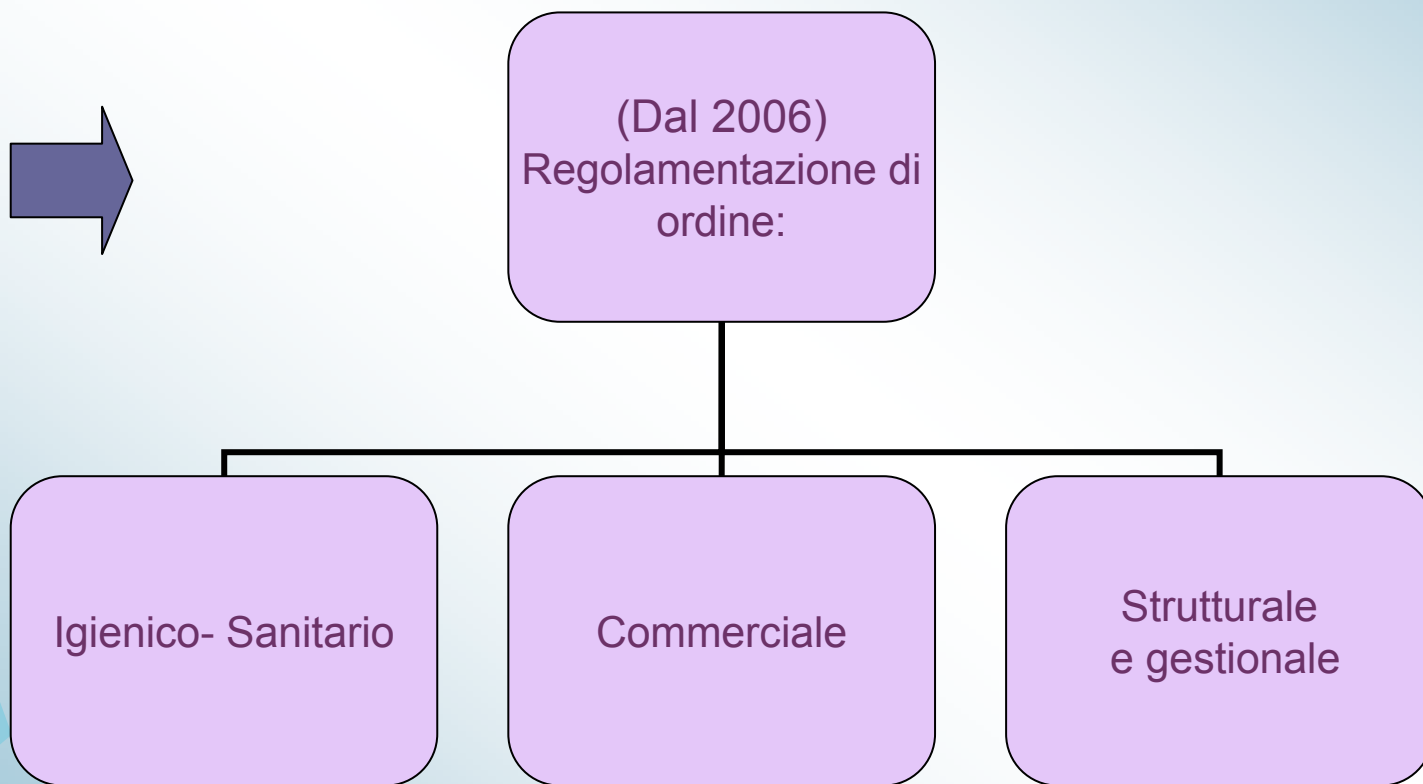 (Dal 2006)
Regolamentazione di
ordine:
Igienico- Sanitario
Commerciale
Strutturale
e gestionale